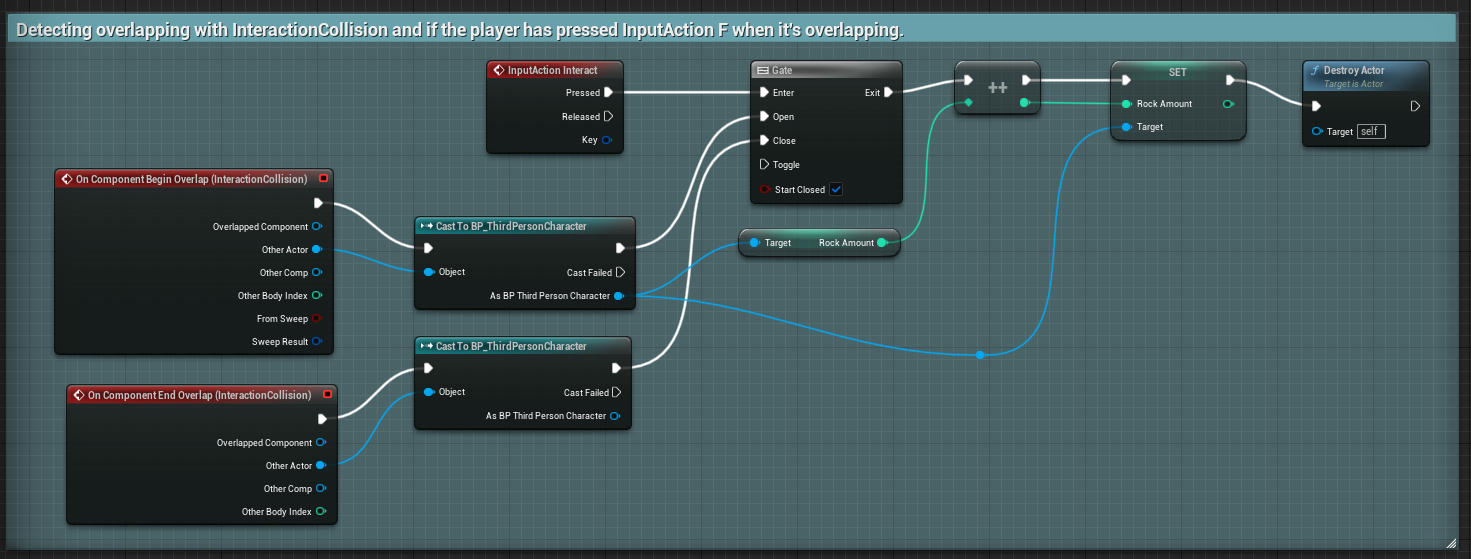 Detecting overlapping with InteractionCollision and if the player has pressed InputAction F when it's overlapping.
InputAction Interact
Pressed
Released
Key
Gate
Enter
Exit
Open
Close
Toggle
Start Closed
++
SET
Rock Amount
Target
Destroy Actor
Target is Actor
Target
self
On Component Begin Overlap (InteractionCollision)
Overlapped Component
Other Actor
Other Comp
Other Body Index
From Sweep
Sweep Result
Cast To BP_ThirdPersonCharacter
Object
Cast Failed
As BP Third Person Character
Target
Rock Amount
Cast To BP_ThirdPersonCharacter
Object
Cast Failed
As BP Third Person Character
On Component End Overlap (InteractionCollision)
Overlapped Component
Other Actor
Other Comp
Other Body Index